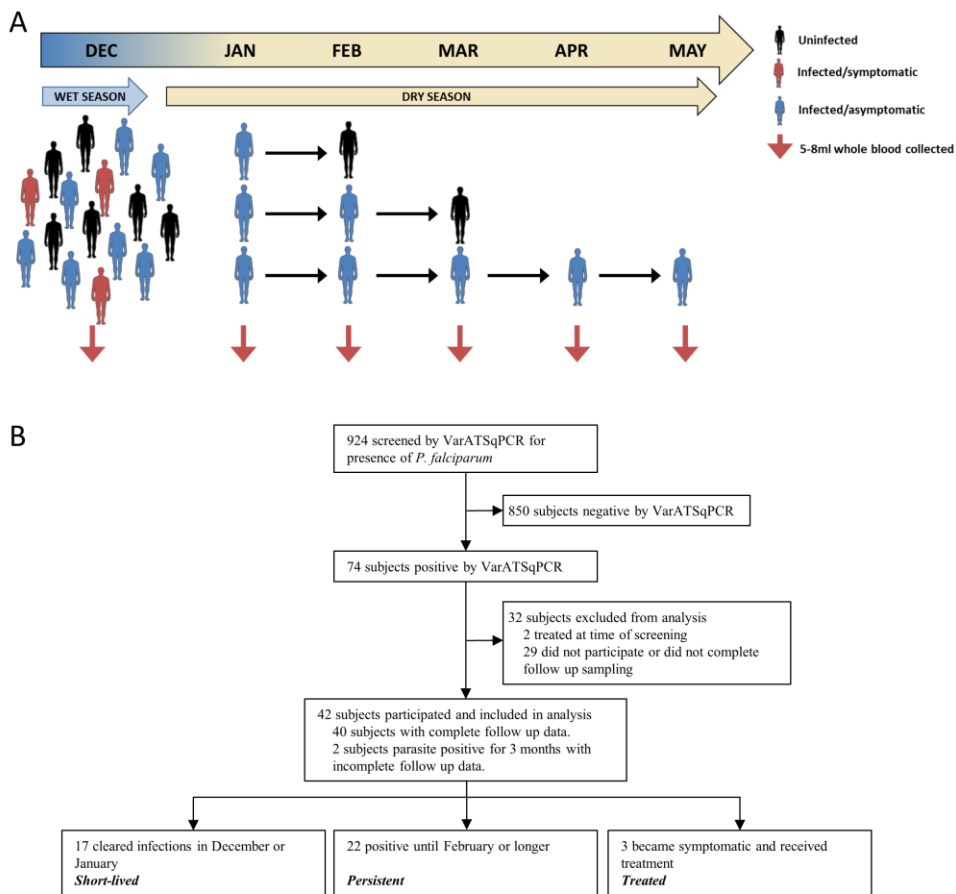 A
DEC JAN FEB MAR APR MAY
WET SEASON DRY SEASON
Uninfected
Infected/symptomatic
Infected/asymptomatic
5-8ml whole blood collected
B
924 screened by VarATSqPCR for
presence of P. falciparum
850 subjects negative by VarATSqPCR
74 subjects positive by VarATSqPCR
32 subjects excluded from analysis
2 treated at time of screening
29 did not participate or did not complete
follow up sampling
42 subjects participated and included in analysis
40 subjects with complete follow up data.
2 subjects parasite positive for 3 months with
incomplete follow up data.
17 cleared infections in December or
January
Short-lived
22 positive until February or longer
Persistent
3 became symptomatic and received
treatment
Treated